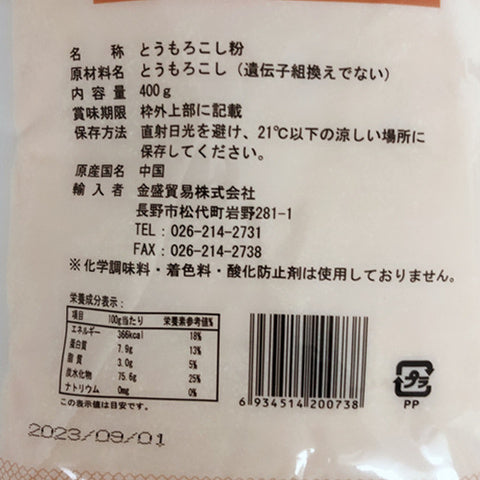 名 称 とうもろこし粉
原材料名 とうもろこし（遺伝子組換えでない）
内 容 量 400g
賞味期限 枠外上部に記載
保存方法 直射日光を避け、21℃以下の涼しい場所に
保存してください。
原産国名 中国
輸 入 者 金盛貿易株式会社
長野市松代町岩野281-1
TEL：026-214-2731
FAX：026-214-2738
※化学調味料・着色料・酸化防止剤は使用しておりません。
栄養成分表示：
項目 100g当たり 栄養素参考値%
エネルギー 366kcal 18%
蛋白質 7.9g 13%
脂 質 3.0g 5%
炭水化物 75.6g 25%
ナトリウム 0mg 0%
この表示値は目安です。
6 934514 200738
プラ
PP
2023/09/01